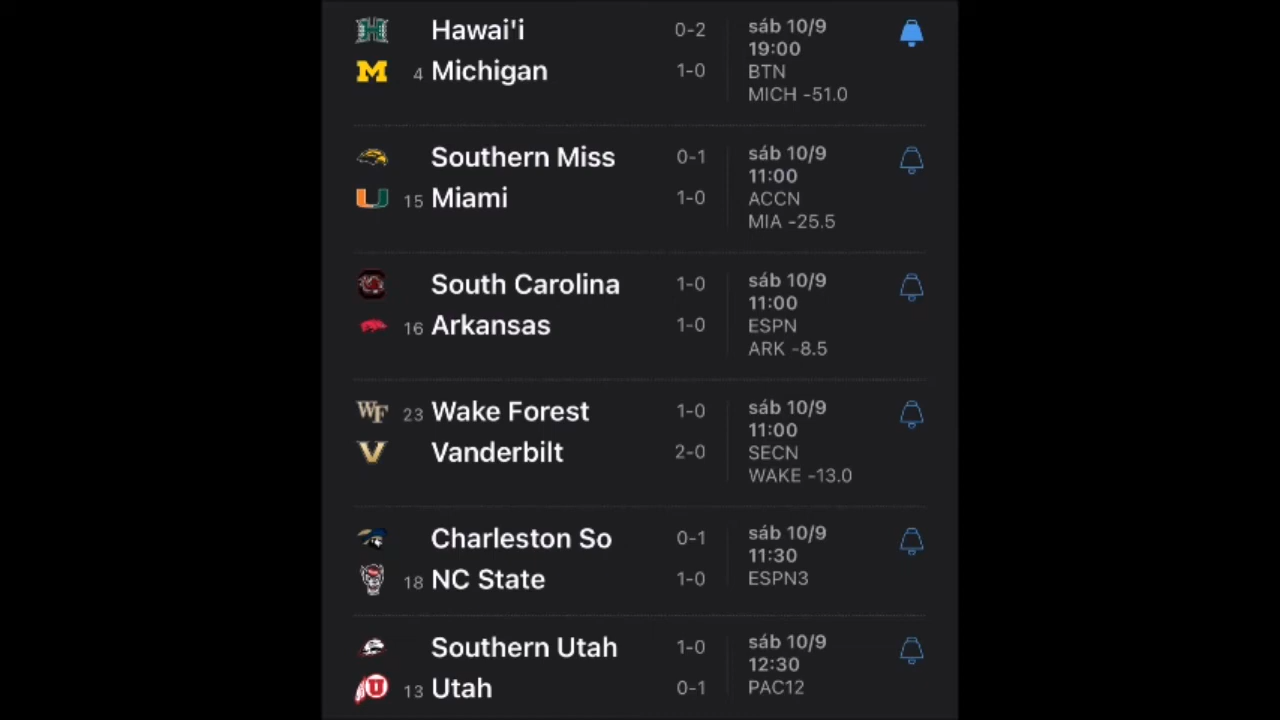 Hawai'i 0-2 sáb 10/9
19:00
4 Michigan 1-0 BTN
MICH -51.0
Southern Miss 0-1 sáb 10/9
11:00
15 Miami 1-0 ACCN
MIA -25.5
South Carolina 1-0 sáb 10/9
11:00
16 Arkansas 1-0 ESPN
ARK -8.5
23 Wake Forest 1-0 sáb 10/9
11:00
Vanderbilt 2-0 SECN
WAKE -13.0
Charleston So 0-1 sáb 10/9
11:30
18 NC State 1-0 ESPN3
Southern Utah 1-0 sáb 10/9
12:30
13 Utah 0-1 PAC12